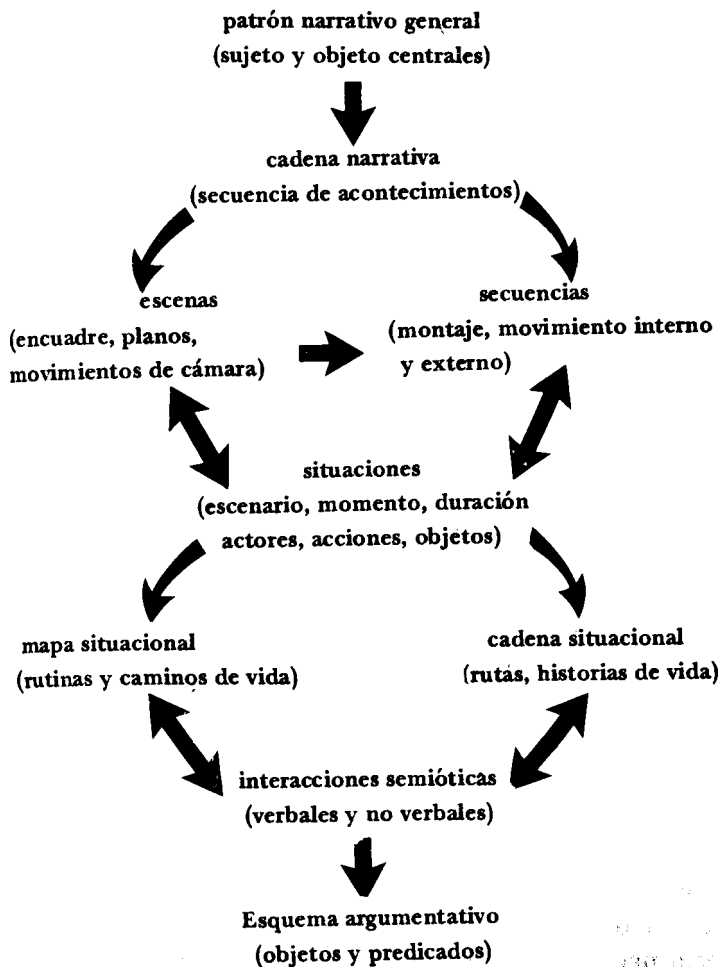 patrón narrativo general
(sujeto y objeto centrales)
cadena narrativa
(secuencia de acontecimientos)
escenas
(encuadre, planos,
movimientos de cámara)
secuencias
(montaje, movimiento interno
y externo)
situaciones
(escenario, momento, duración
actores, acciones, objetos)
mapa situacional
(rutinas y caminos de vida)
cadena situacional
(rutas, historias de vida)
interacciones semióticas
(verbales y no verbales)
Esquema argumentativo
(objetos y predicados)